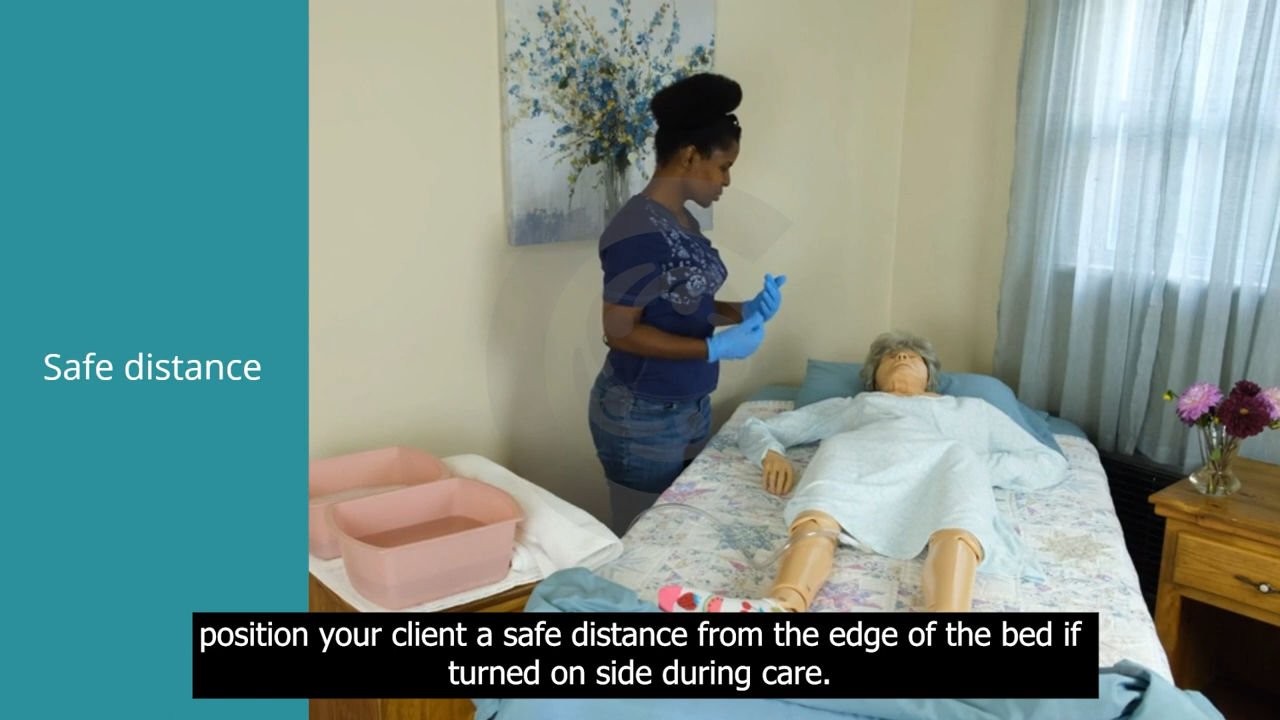 Safe distance
position your client a safe distance from the edge of the bed if
turned on side during care.